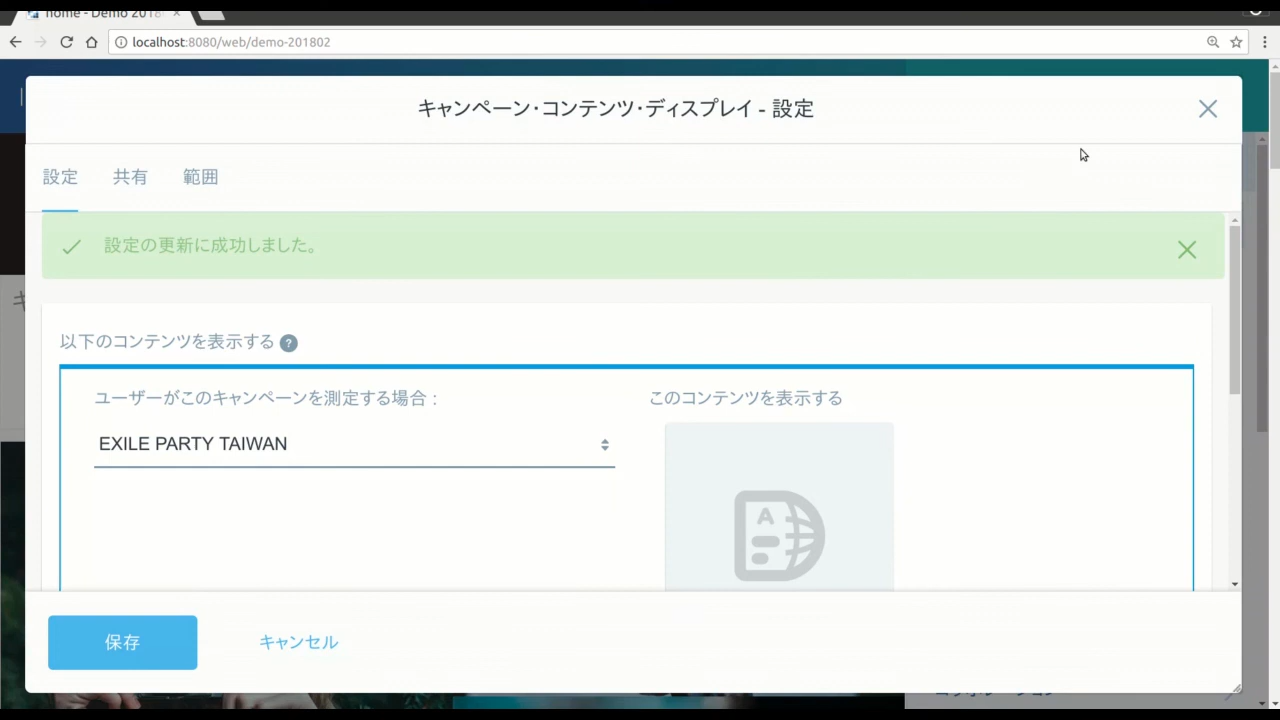 home - Demo 2018
localhost:8080/web/demo-201802
キャンペーン・コンテンツ・ディスプレイ - 設定
設定 共有 範囲
設定の更新に成功しました。
以下のコンテンツを表示する ?
ユーザーがこのキャンペーンを測定する場合 : このコンテンツを表示する
EXILE PARTY TAIWAN
A
保存 キャンセル